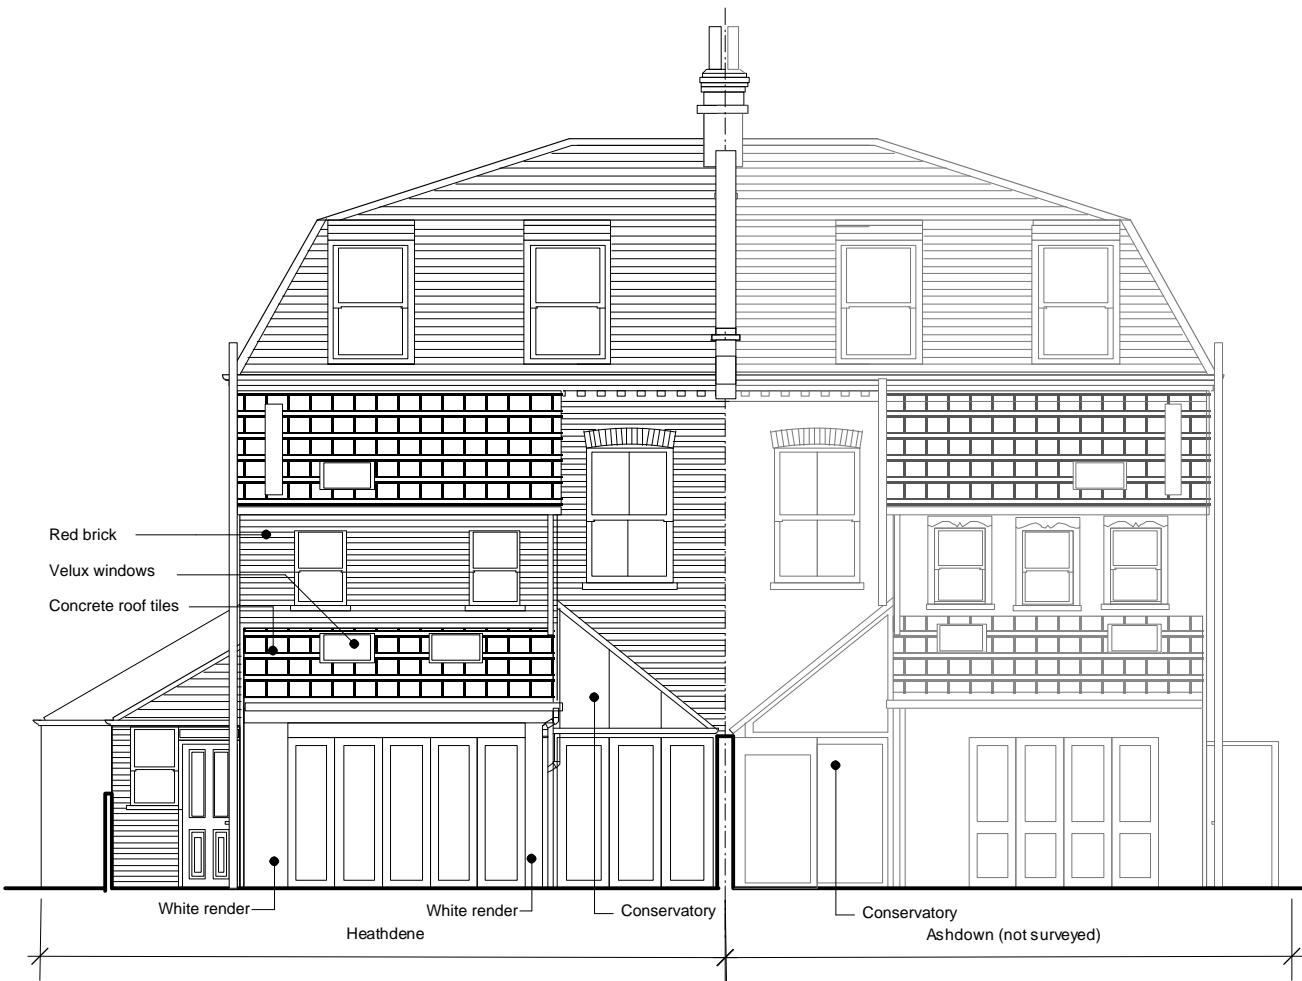 Red brick
Velux windows
Concrete roof tiles
White render
White render
Conservatory
Conservatory
Heathdene
Ashdown (not surveyed)